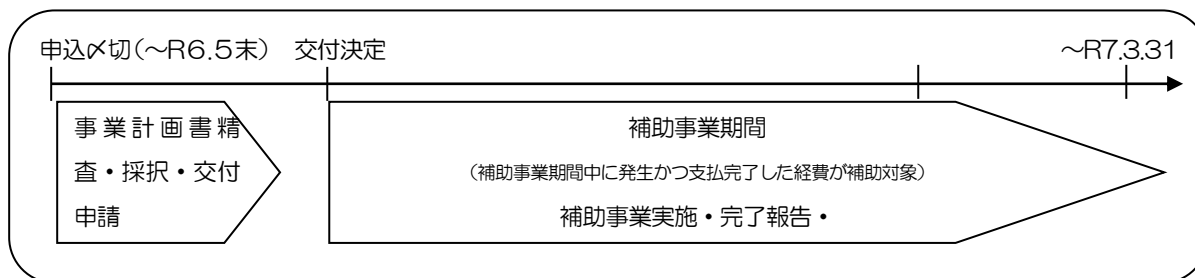 申込〆切(～R6.5末) 交付決定 ～R7.3.31
事業計画書精
査・採択・交付
申請
補助事業期間
(補助事業期間中に発生かつ支払完了した経費が補助対象)
補助事業実施・完了報告・